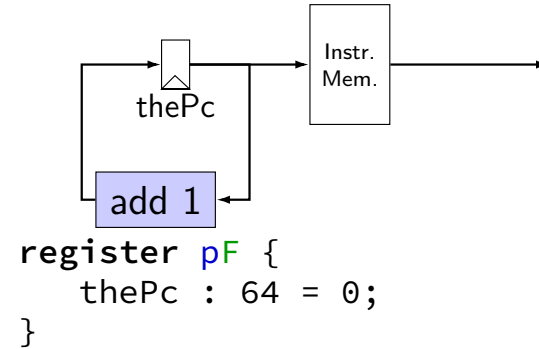 Instr.
Mem.
thePc
add 1
register pF {
thePc : 64 = 0;
}